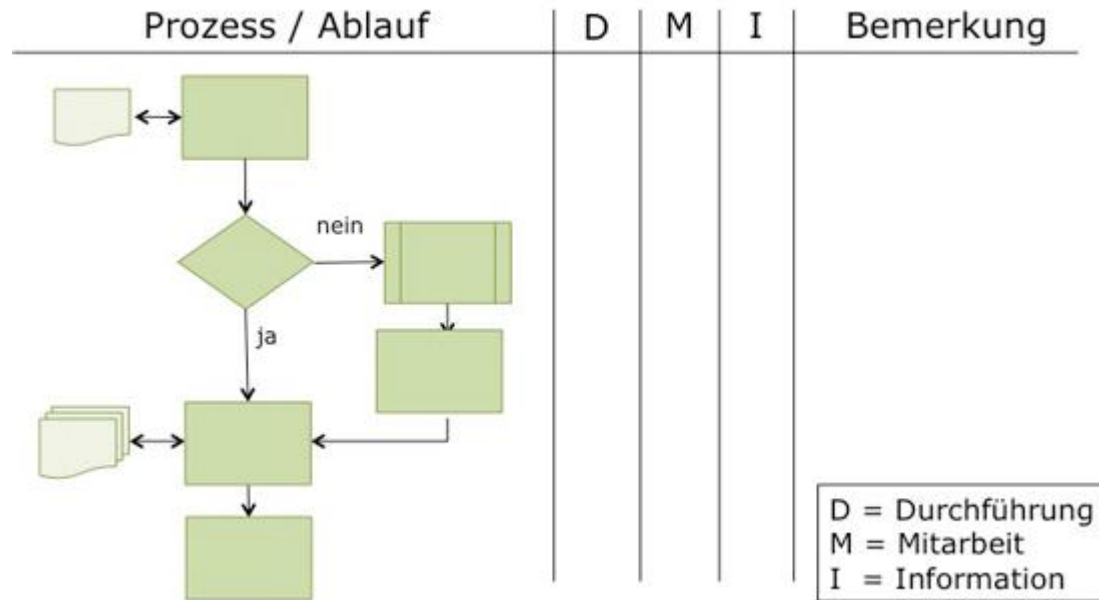 Prozess / Ablauf D M I Bemerkung
nein
ja
D = Durchführung
M = Mitarbeit
I = Information